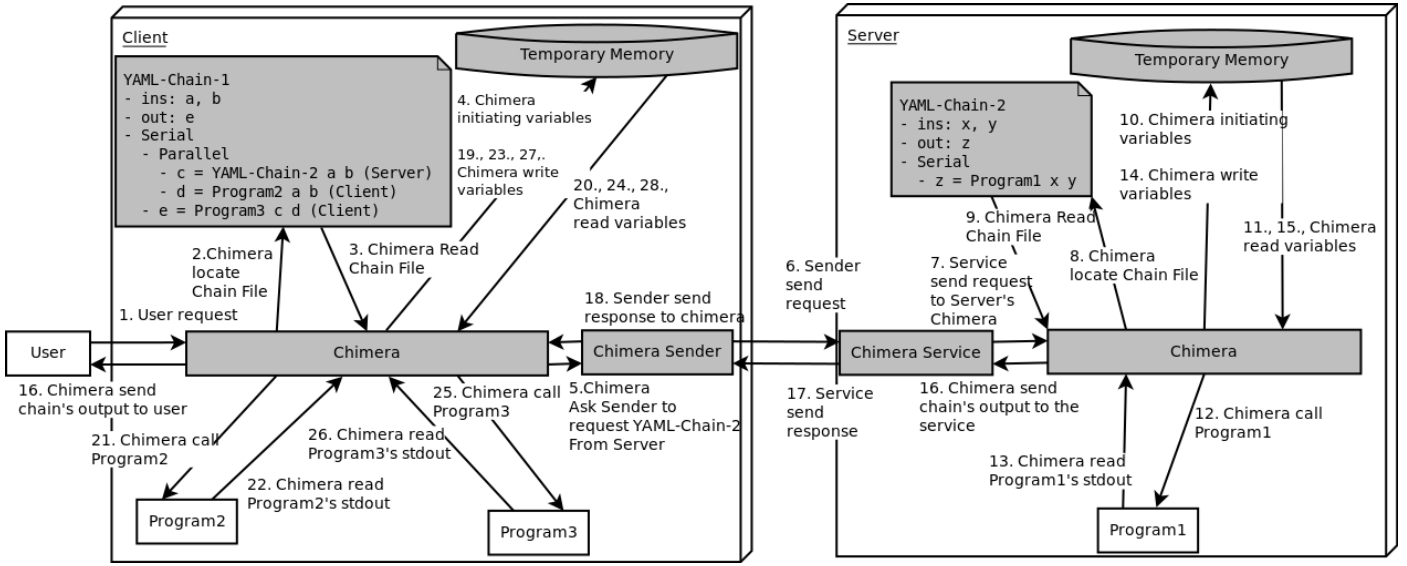 Client
Temporary Memory
YAML-Chain-1
- ins: a, b
- out: e
- Serial
- Parallel
- c = YAML-Chain-2 a b (Server)
- d = Program2 a b (Client)
- e = Program3 c d (Client)
4. Chimera
initiating variables
19., 23., 27,.
Chimera write
variables
20., 24., 28.,
Chimera
read variables
2.Chimera
locate
Chain File
3. Chimera Read
Chain File
1. User request
18. Sender send
response to chimera
User
Chimera
Chimera Sender
16. Chimera send
chain's output to user
21. Chimera call
Program2
22. Chimera read
Program2's stdout
25. Chimera call
Program3
26. Chimera read
Program3's stdout
5.Chimera
Ask Sender to
request YAML-Chain-2
From Server
Program2
Program3
6. Sender
send
request
17. Service
send
response
Server
Temporary Memory
YAML-Chain-2
- ins: x, y
- out: z
- Serial
- z = Program1 x y
10. Chimera initiating
variables
14. Chimera write
variables
11., 15., Chimera
read variables
9. Chimera Read
Chain File
8. Chimera
locate Chain File
7. Service
send request
to Server's
Chimera
Chimera Service
Chimera
16. Chimera send
chain's output to the
service
12. Chimera call
Program1
13. Chimera read
Program1's stdout
Program1